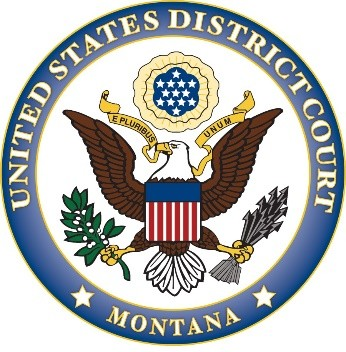 UNITED STATES DISTRICT COURT
E PLURIBUS UNUM
MONTANA